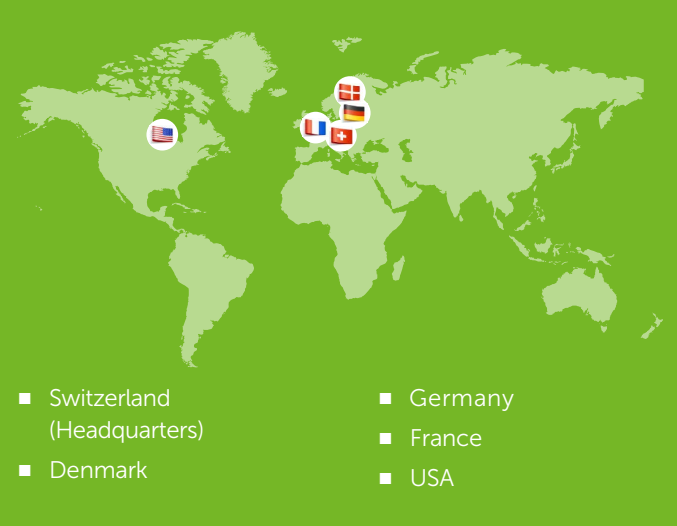 Switzerland
(Headquarters)
Denmark
Germany
France
USA